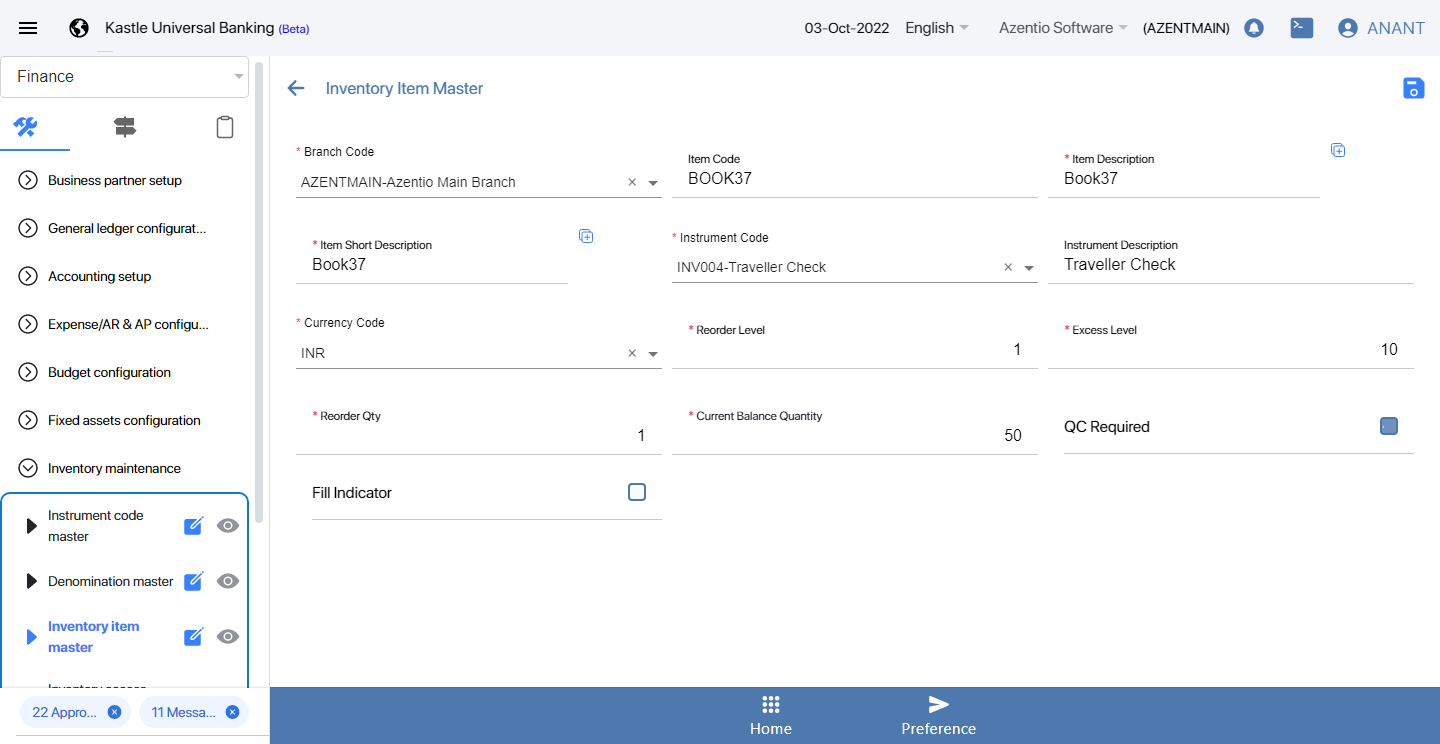 Kastle Universal Banking (Beta)
03-Oct-2022 English Azentio Software (AZENTMAIN) ANANT
Finance
Business partner setup
General ledger configurat...
Accounting setup
Expense/AR & AP configu...
Budget configuration
Fixed assets configuration
Inventory maintenance
Instrument code
master
Denomination master
Inventory item
master
22 Appro...
11 Messa...
Inventory Item Master
* Branch Code
AZENTMAIN-Azentio Main Branch
Item Code
BOOK37
* Item Description
Book37
* Item Short Description
Book37
* Instrument Code
INV004-Traveller Check
Instrument Description
Traveller Check
* Currency Code
INR
* Reorder Level
1
* Excess Level
10
* Reorder Qty
1
* Current Balance Quantity
50
QC Required
Fill Indicator
Home
Preference